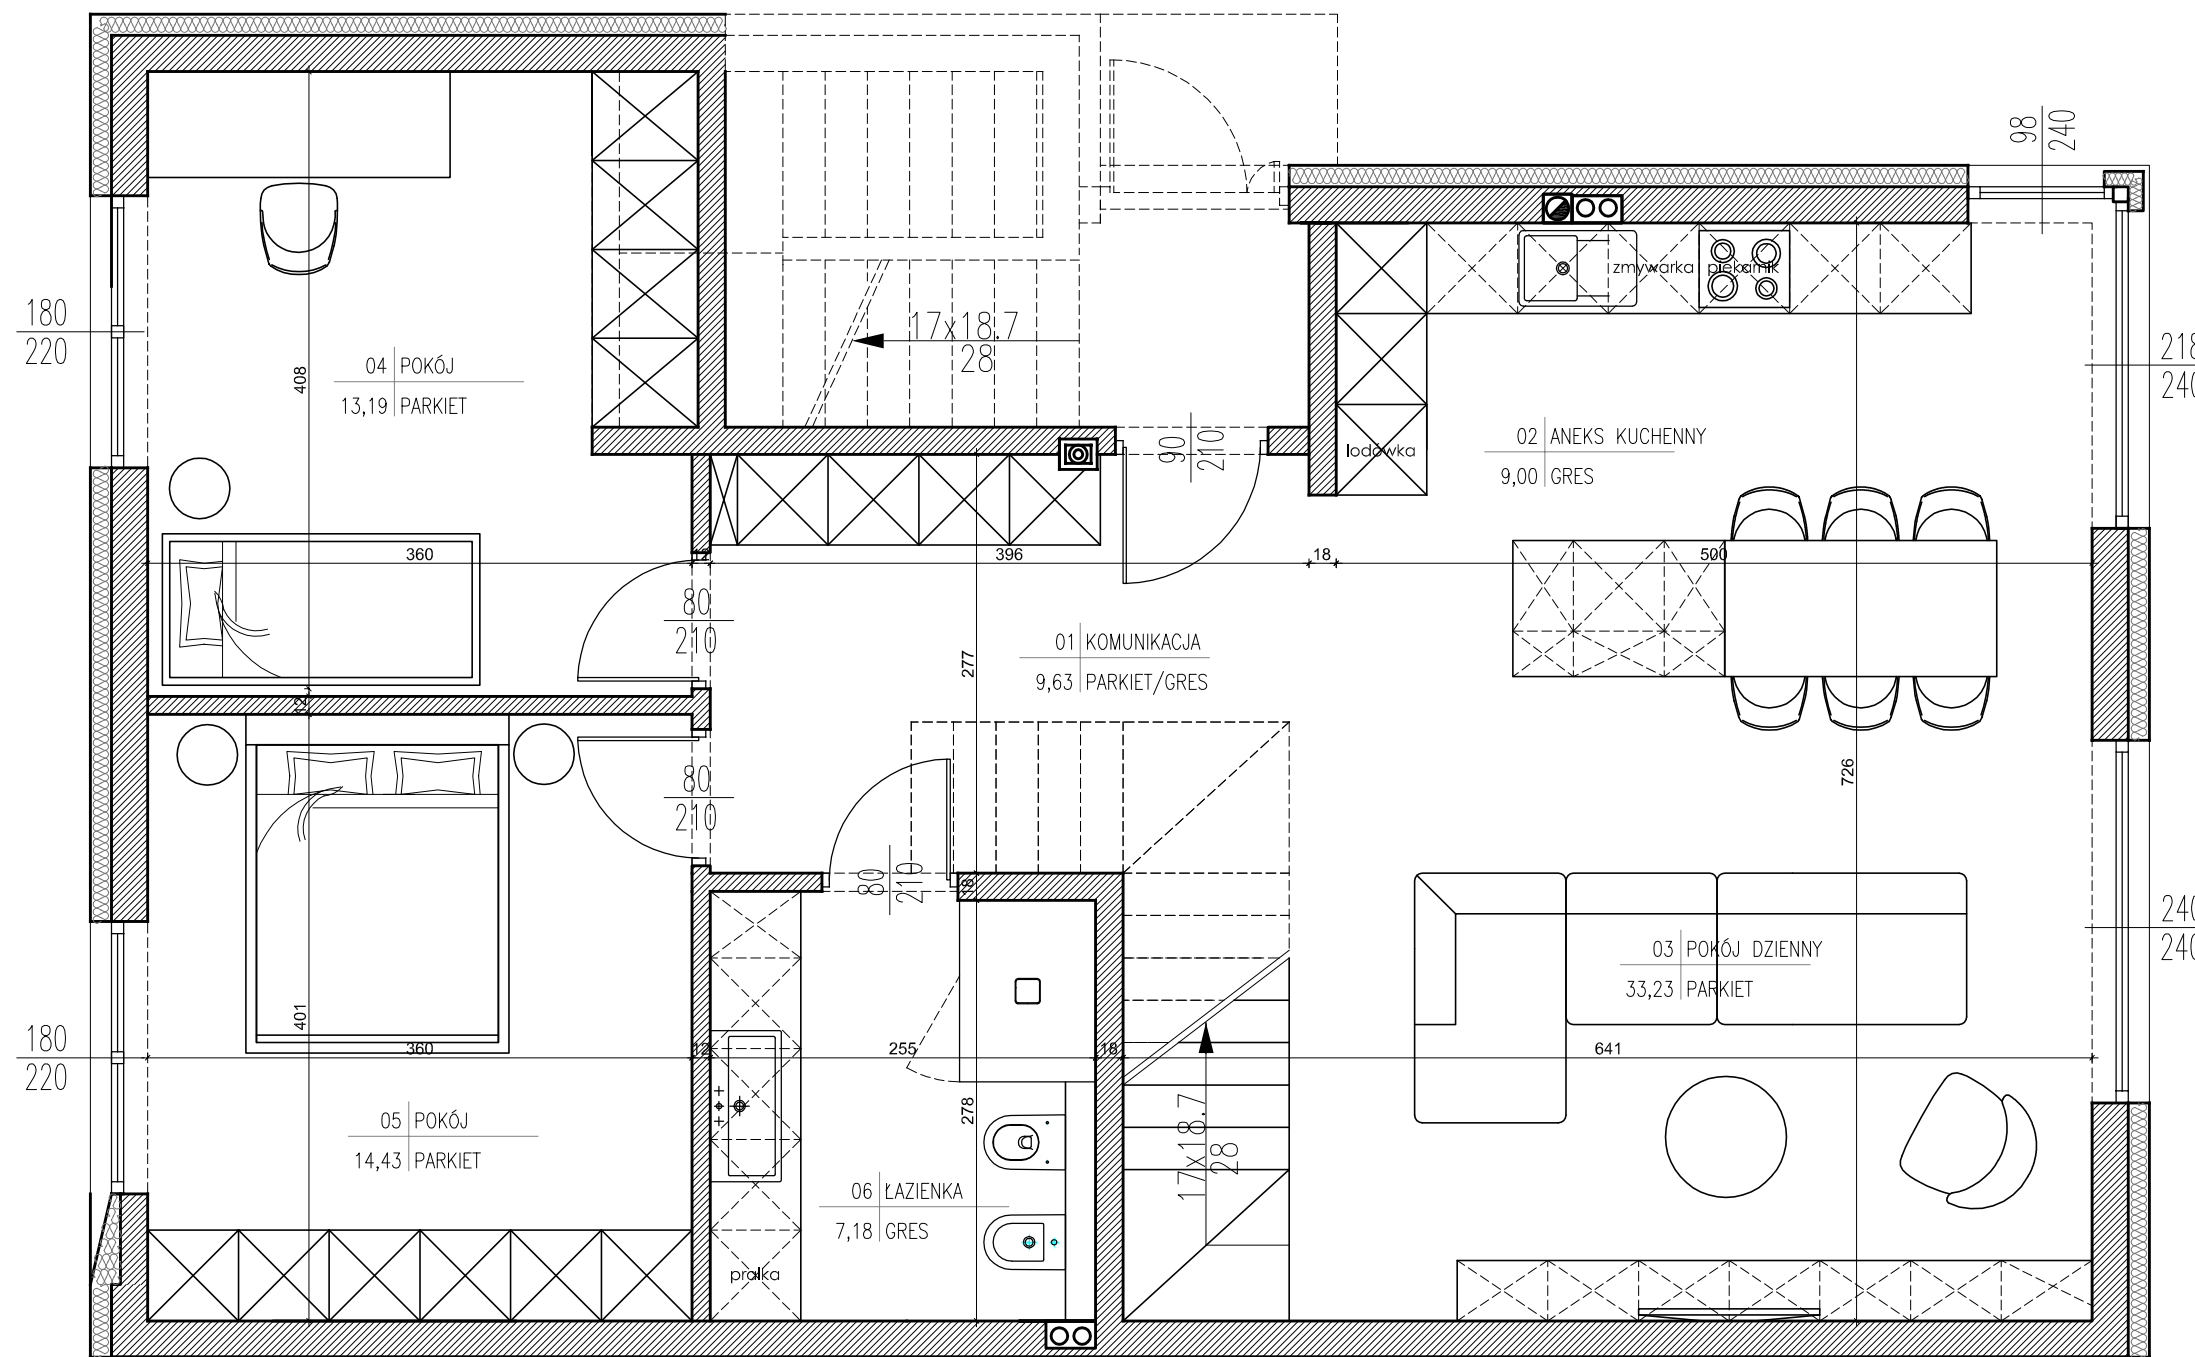 98
240
180
220
408
04 POKÓJ
13,19 PARKIET
17x18.7
28
zmywarka
piekarnik
218
240
90
210
lodówka
02 ANEKS KUCHENNY
9,00 GRES
360
12
396
18
500
80
210
01 KOMUNIKACJA
9,63 PARKIET/GRES
277
12
80
210
726
80
210
18
03 POKÓJ DZIENNY
33,23 PARKIET
240
240
401
180
220
360
12
255
18
641
278
17x18.7
28
05 POKÓJ
14,43 PARKIET
06 ŁAZIENKA
7,18 GRES
pralka